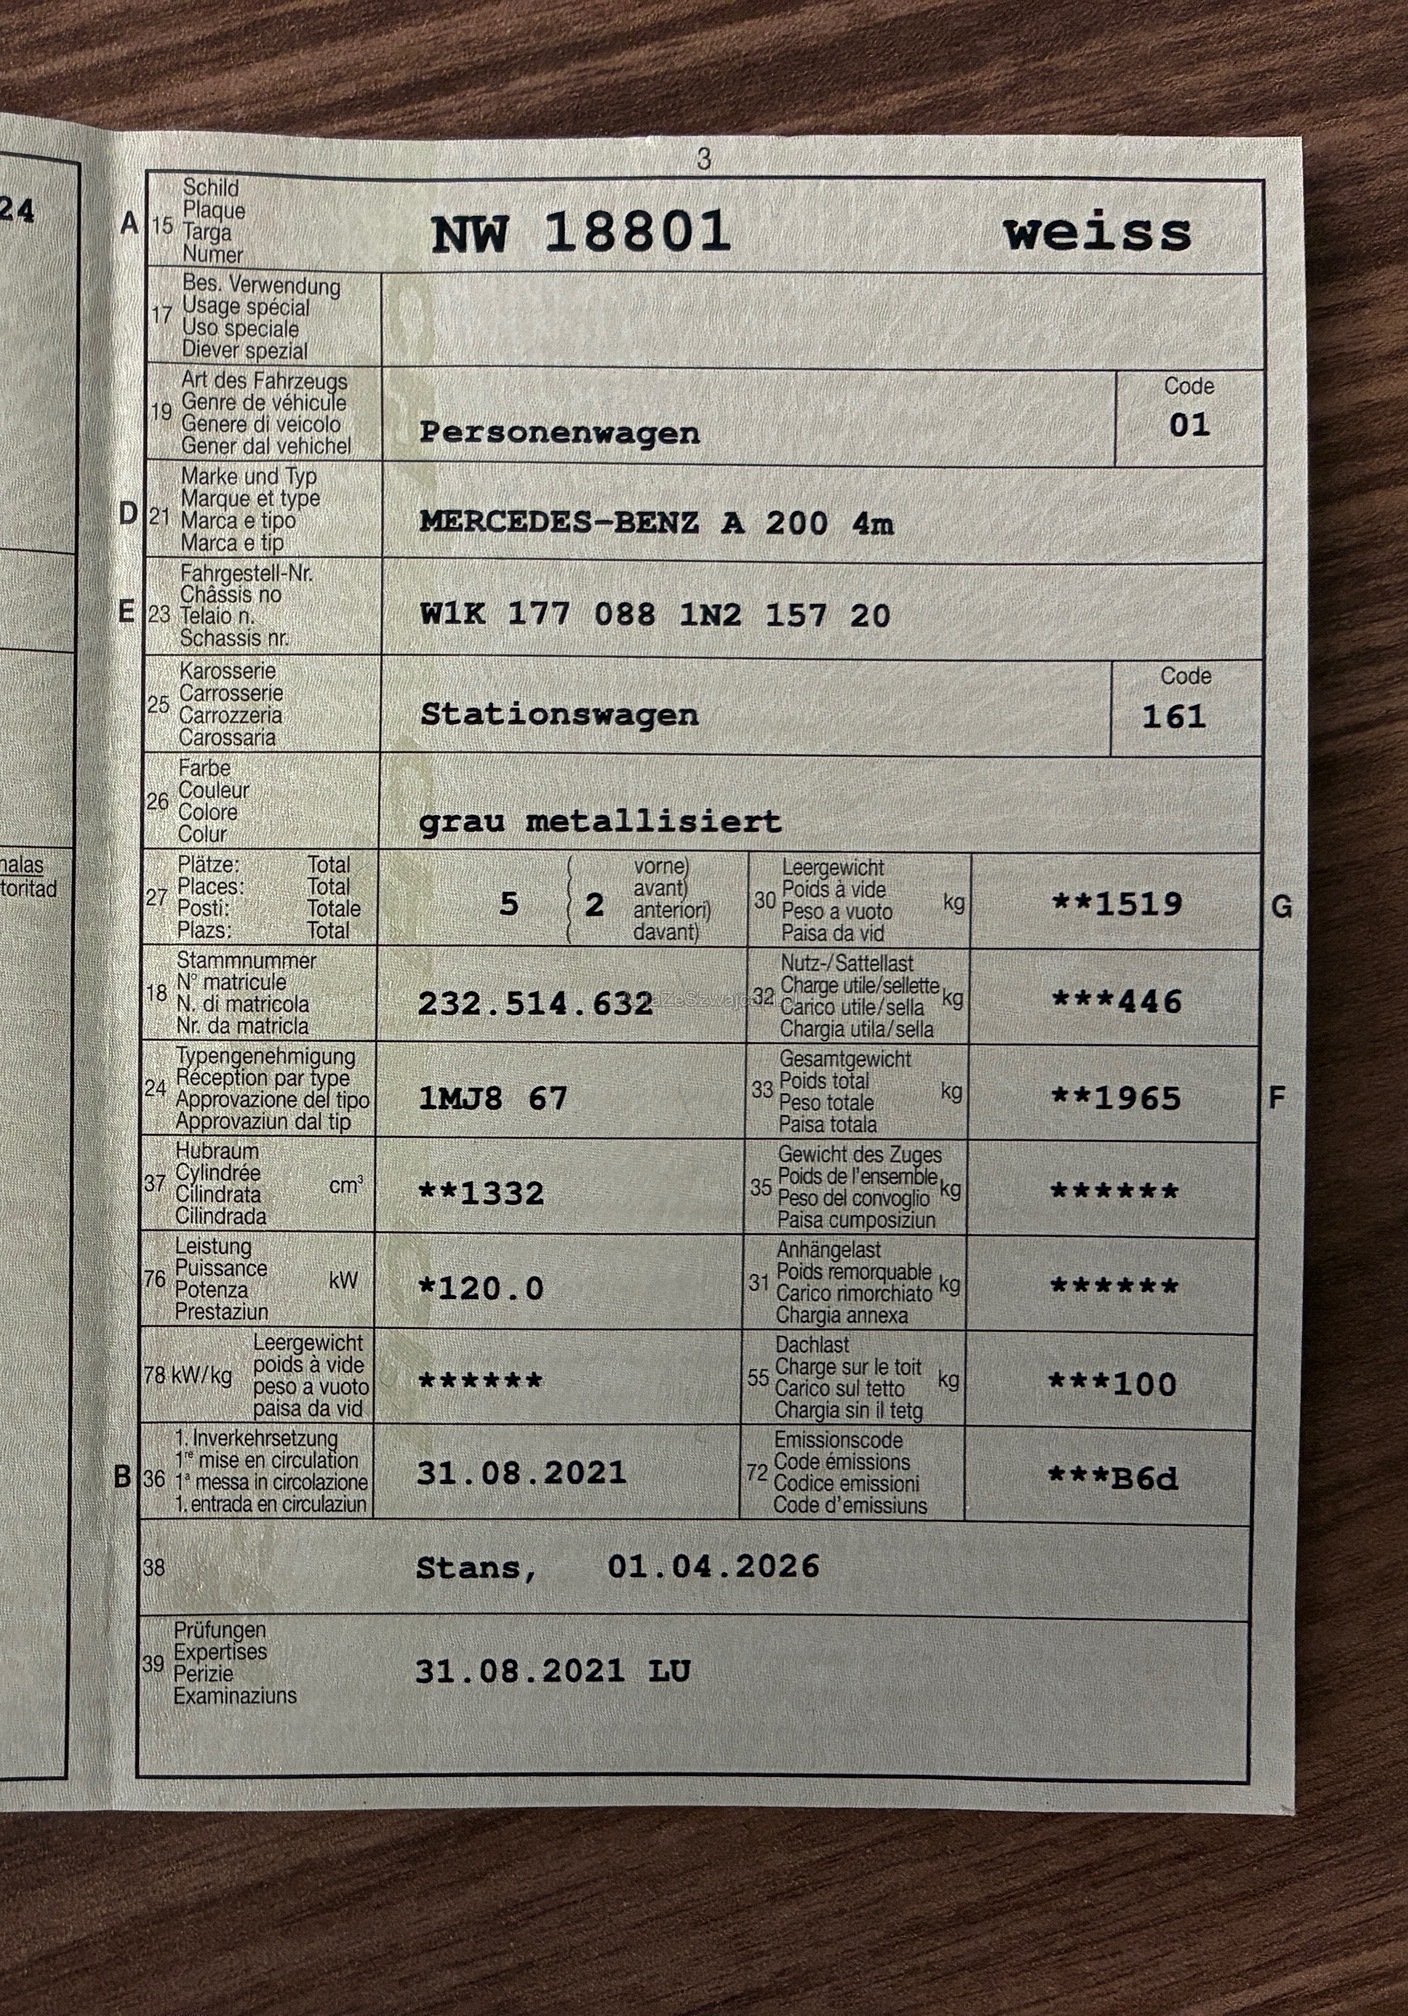 3
24
nalas
toritad
A 15 Schild
Plaque
Targa
Numer
NW 18801 weiss
17 Bes. Verwendung
Usage spécial
Uso speciale
Diever spezial
19 Art des Fahrzeugs
Genre de véhicule
Genere di veicolo
Gener dal vehichel
Personenwagen
Code
01
D 21 Marke und Typ
Marque et type
Marca e tipo
Marca e tip
MERCEDES-BENZ A 200 4m
E 23 Fahrgestell-Nr.
Châssis no
Telaio n.
Schassis nr.
W1K 177 088 1N2 157 20
25 Karosserie
Carrosserie
Carrozzeria
Carossaria
Stationswagen
Code
161
26 Farbe
Couleur
Colore
Colur
grau metallisiert
27 Plätze: Total
Places: Total
Posti: Totale
Plazs: Total
5 ( 2 vorne)
avant)
anteriori)
davant)
30 Leergewicht
Poids à vide
Peso a vuoto
Paisa da vid
kg
**1519 G
18 Stammnummer
N° matricule
N. di matricola
Nr. da matricla
232.514.632
32 Nutz-/Sattellast
Charge utile/sellette
Carico utile/sella
Chargia utila/sella
kg
***446
24 Typengenehmigung
Réception par type
Approvazione del tipo
Approvaziun dal tip
1MJ8 67
33 Gesamtgewicht
Poids total
Peso totale
Paisa totala
kg
**1965 F
37 Hubraum
Cylindrée
Cilindrata
Cilindrada
cm³
**1332
35 Gewicht des Zuges
Poids de l'ensemble
Peso del convoglio
Paisa cumposiziun
kg
******
76 Leistung
Puissance
Potenza
Prestaziun
kW
*120.0
31 Anhängelast
Poids remorquable
Carico rimorchiato
Chargia annexa
kg
******
78 kW/kg Leergewicht
poids à vide
peso a vuoto
paisa da vid
******
55 Dachlast
Charge sur le toit
Carico sul tetto
Chargia sin il tetg
kg
***100
B 36 1. Inverkehrsetzung
1re mise en circulation
1a messa in circolazione
1. entrada en circulaziun
31.08.2021
72 Emissionscode
Code émissions
Codice emissioni
Code d'emissiuns
***B6d
38 Stans, 01.04.2026
39 Prüfungen
Expertises
Perizie
Examinaziuns
31.08.2021 LU